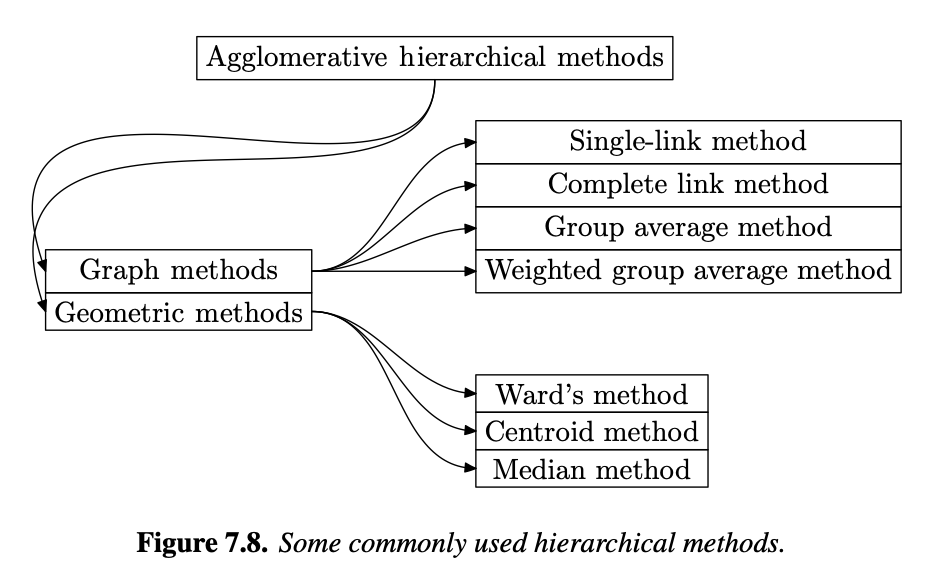 Agglomerative hierarchical methods
Single-link method
Complete link method
Group average method
Weighted group average method
Graph methods
Geometric methods
Ward's method
Centroid method
Median method
Figure 7.8. Some commonly used hierarchical methods.